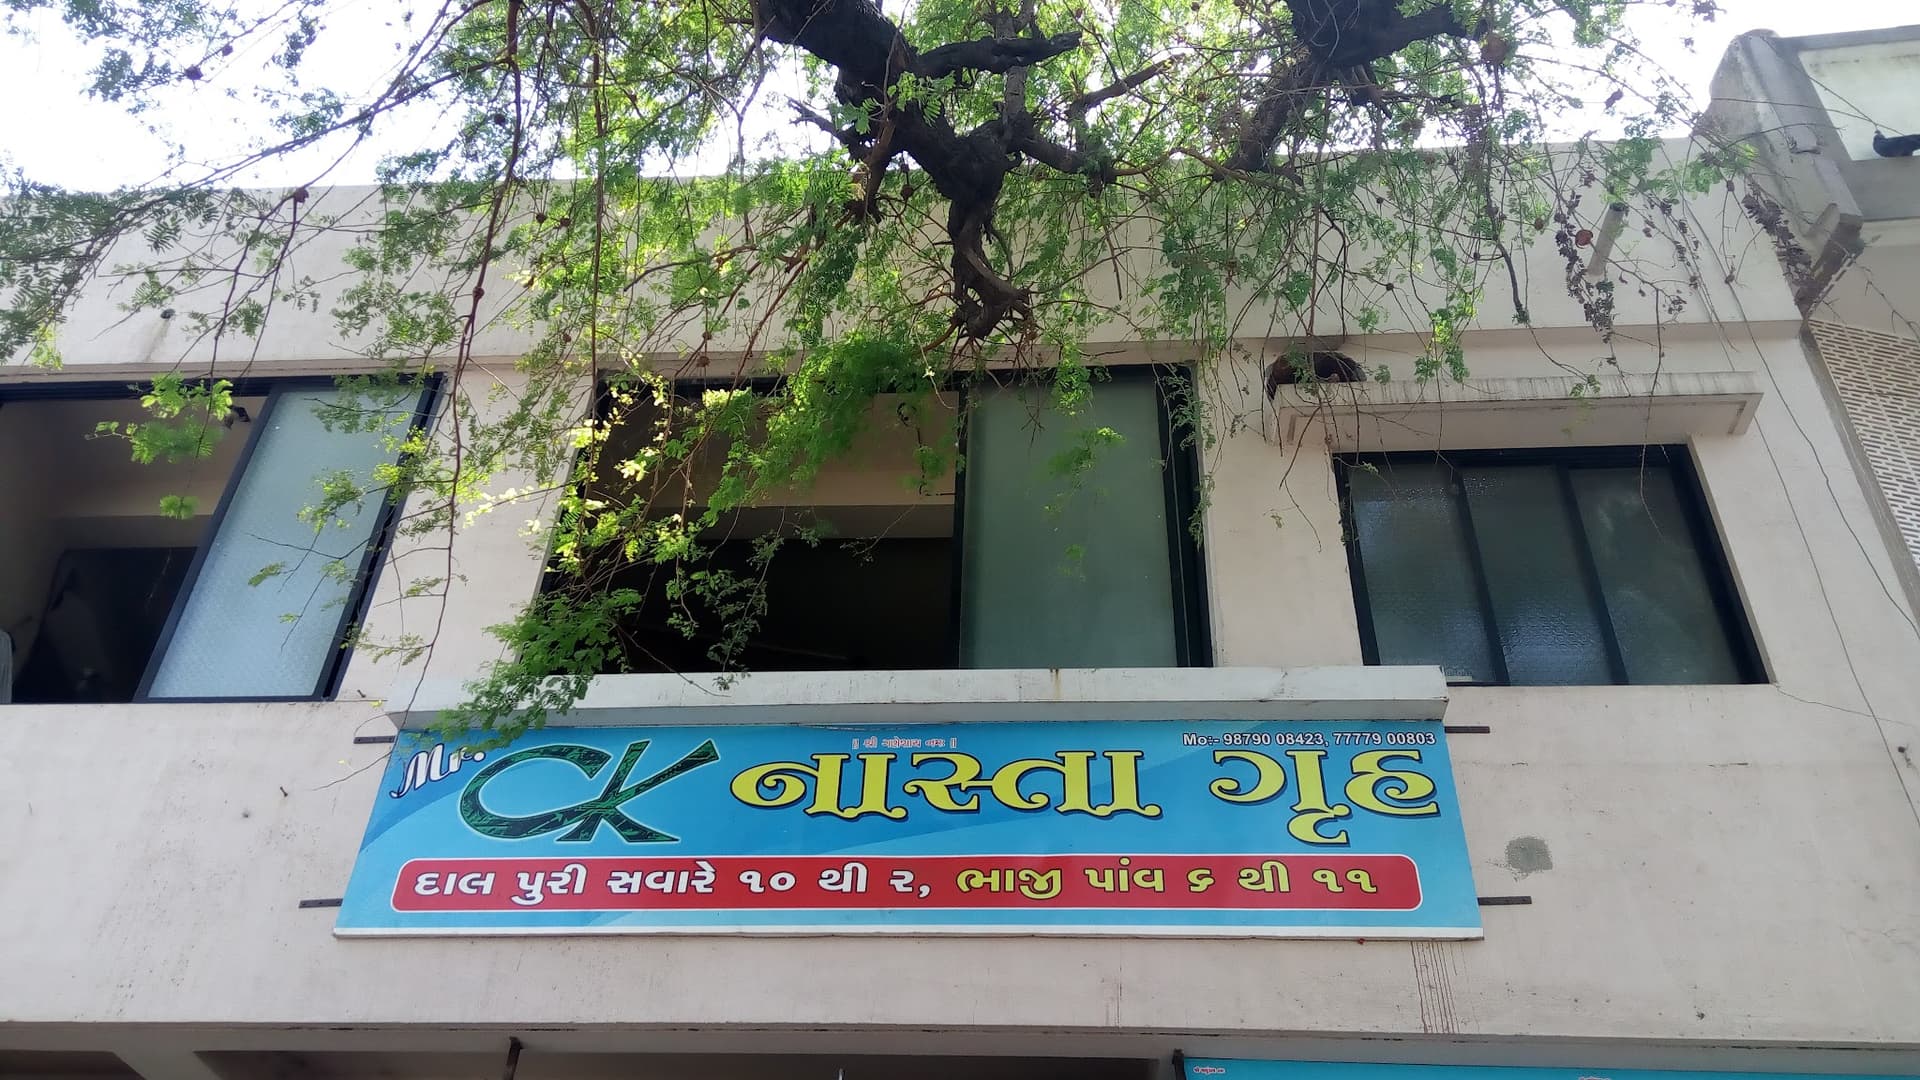 || શ્રી ગણેશાય નમઃ ||
Mo:- 98790 08423, 77779 00803
Mr. CK નાસ્તા ગૃહ
દાલ પુરી સવારે ૧૦ થી ૨, ભાજી પાંવ ૬ થી ૧૧